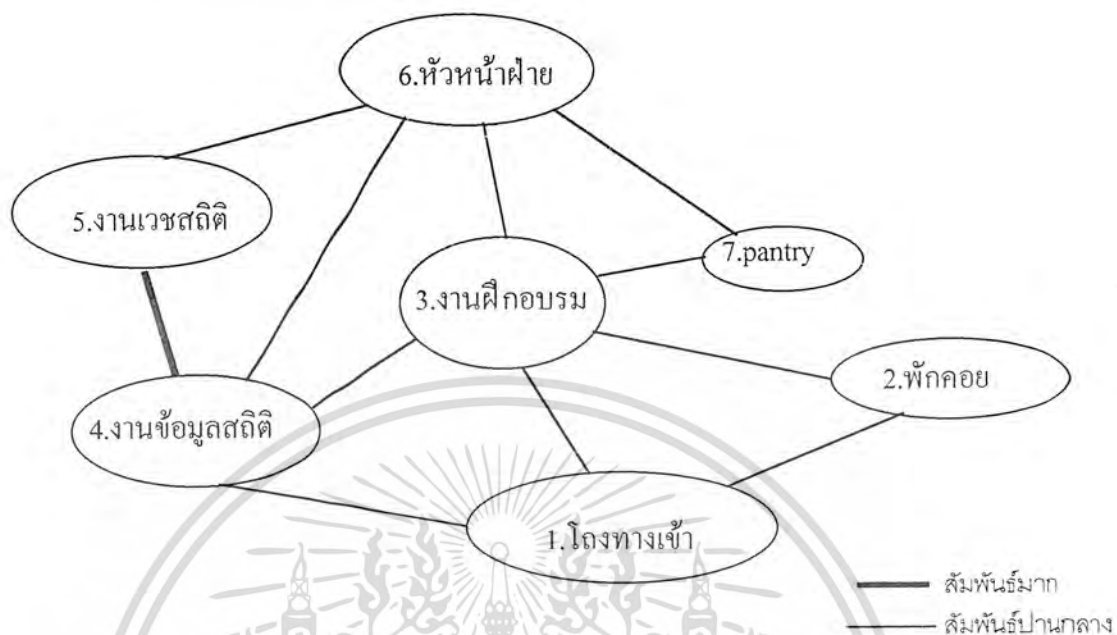 6.หัวหน้าฝ่าย
5.งานเวชสถิติ
7.pantry
3.งานฝึกอบรม
2.พักคอย
4.งานข้อมูลสถิติ
1.โถงทางเข้า
สัมพันธ์มาก
สัมพันธ์ปานกลาง